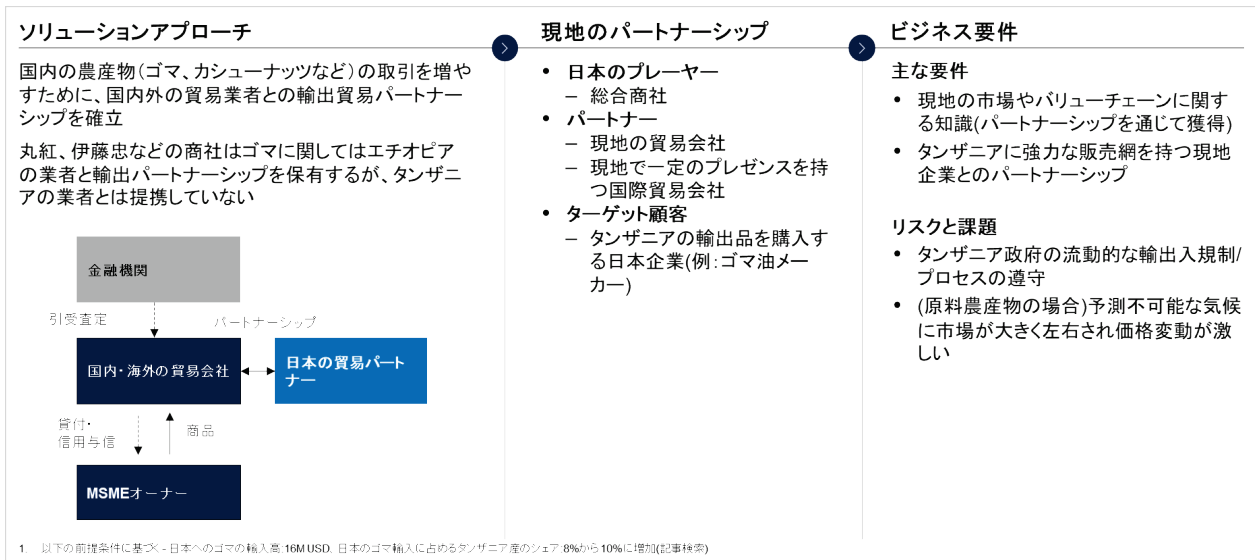 ソリューションアプローチ
国内の農産物(ゴマ、カシューナッツなど)の取引を増や
すために、国内外の貿易業者との輸出貿易パートナー
シップを確立
丸紅、伊藤忠などの商社はゴマに関してはエチオピア
の業者と輸出パートナーシップを保有するが、タンザニ
アの業者とは提携していない
金融機関
引受査定
パートナーシップ
国内・海外の貿易会社
日本の貿易パート
ナー
貸付・
信用与信
商品
MSMEオーナー
現地のパートナーシップ
• 日本のプレーヤー
– 総合商社
• パートナー
– 現地の貿易会社
– 現地で一定のプレゼンスを持
つ国際貿易会社
• ターゲット顧客
– タンザニアの輸出品を購入す
る日本企業(例:ゴマ油メー
カー)
ビジネス要件
主な要件
• 現地の市場やバリューチェーンに関す
る知識(パートナーシップを通じて獲得)
• タンザニアに強力な販売網を持つ現地
企業とのパートナーシップ
リスクと課題
• タンザニア政府の流動的な輸出入規制/
プロセスの遵守
• (原料農産物の場合)予測不可能な気候
に市場が大きく左右され価格変動が激
しい
1. 以下の前提条件に基づく - 日本へのゴマの輸入高:16M USD、日本のゴマ輸入に占めるタンザニア産のシェア:8%から10%に増加(記事検索)